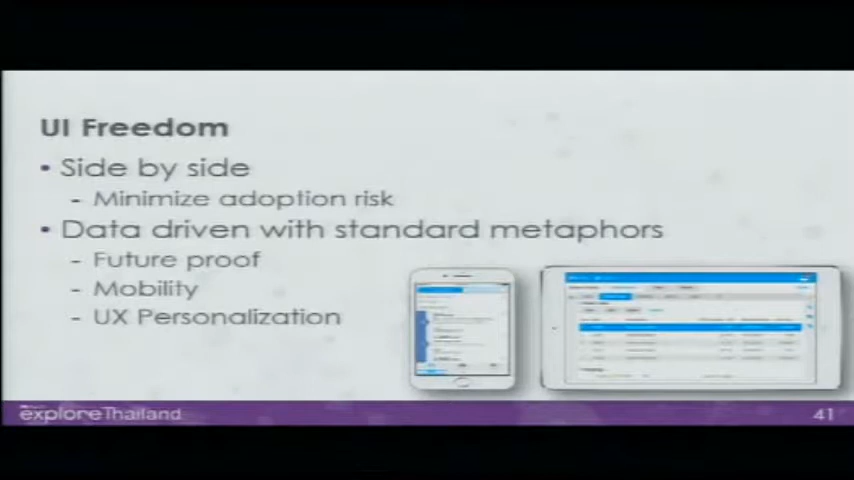 UI Freedom
• Side by side
- Minimize adoption risk
• Data driven with standard metaphors
- Future proof
- Mobility
- UX Personalization
exploreThailand
41